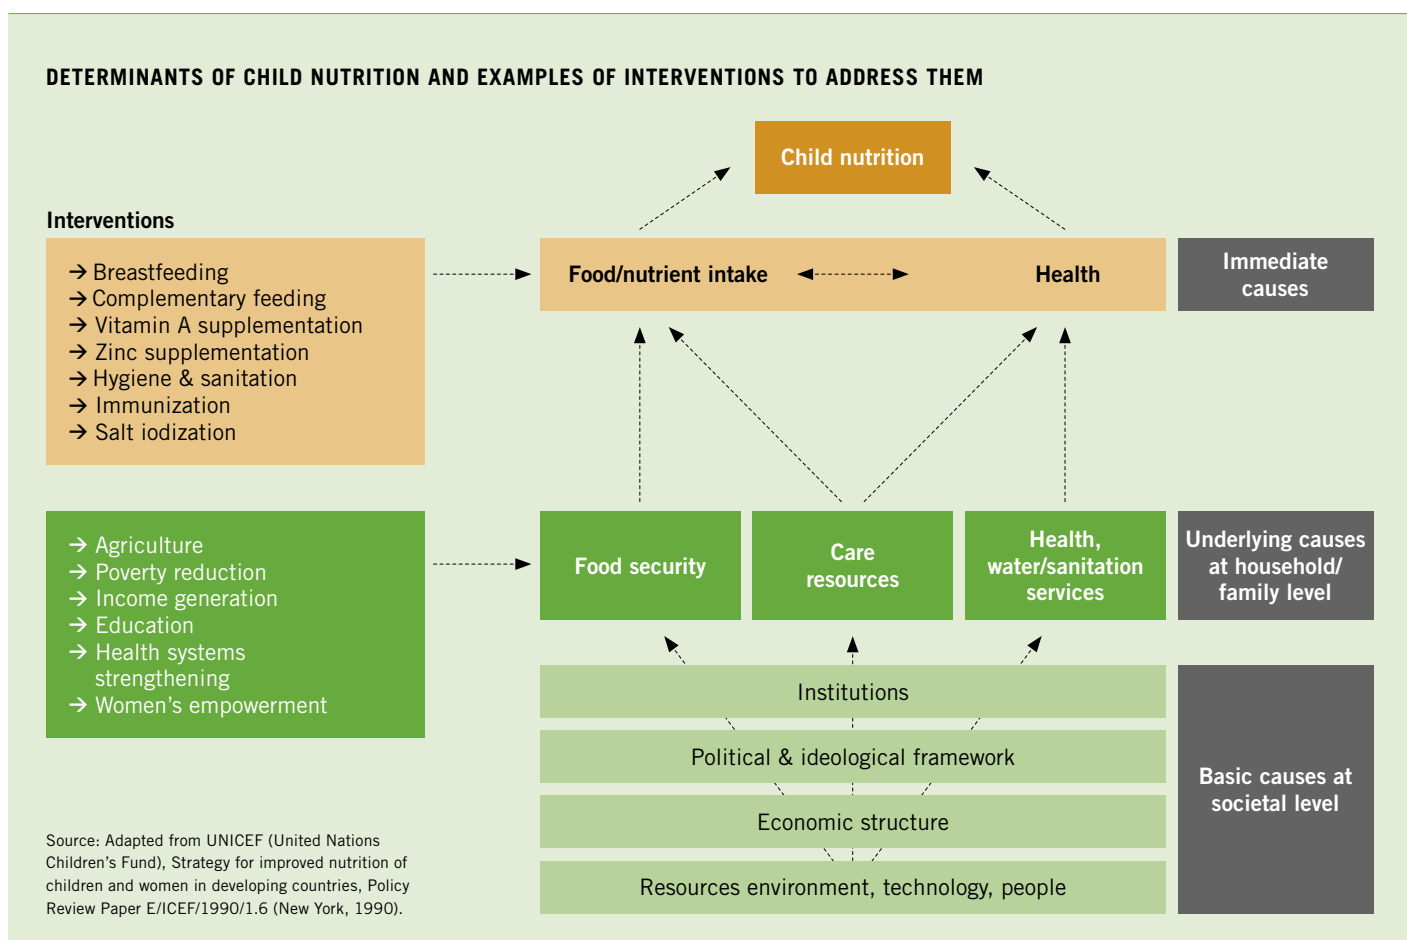 DETERMINANTS OF CHILD NUTRITION AND EXAMPLES OF INTERVENTIONS TO ADDRESS THEM
Child nutrition
Interventions
→ Breastfeeding
→ Complementary feeding
→ Vitamin A supplementation
→ Zinc supplementation
→ Hygiene & sanitation
→ Immunization
→ Salt iodization
Food/nutrient intake
Health
Immediate
causes
→ Agriculture
→ Poverty reduction
→ Income generation
→ Education
→ Health systems
strengthening
→ Women’s empowerment
Food security
Care
resources
Health,
water/sanitation
services
Underlying causes
at household/
family level
Institutions
Political & ideological framework
Economic structure
Resources environment, technology, people
Basic causes at
societal level
Source: Adapted from UNICEF (United Nations
Children’s Fund), Strategy for improved nutrition of
children and women in developing countries, Policy
Review Paper E/ICEF/1990/1.6 (New York, 1990).